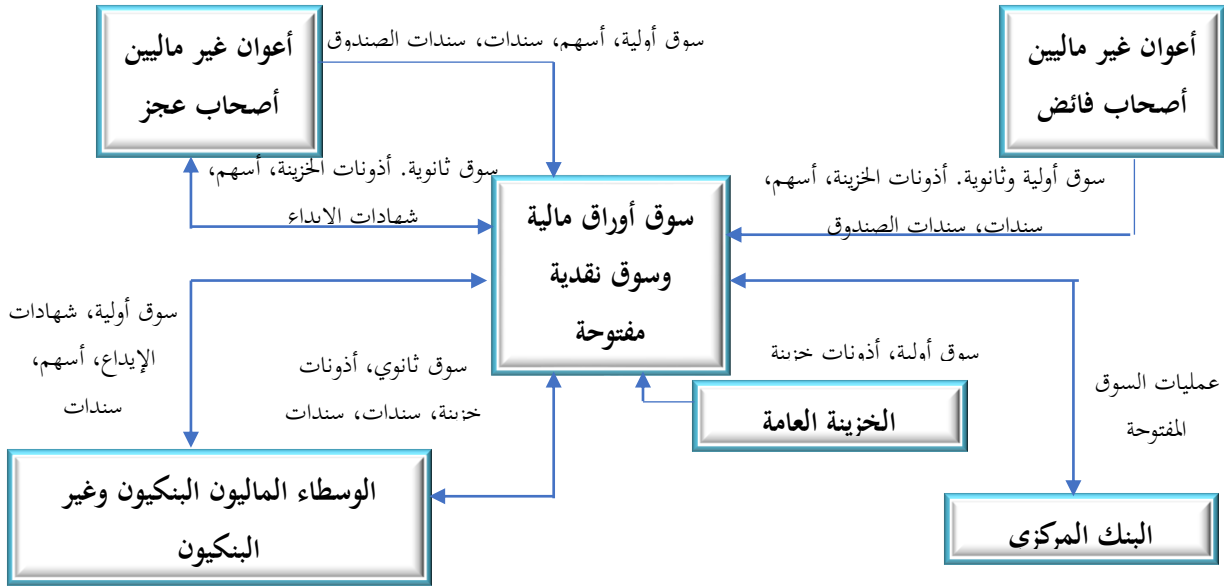 أعوان غير ماليين
أصحاب فائض
سوق أولية، أسهم، سندات، سندات الصندوق
أعوان غير ماليين
أصحاب عجز
سوق أولية وثانوية. أذونات الخزينة، أسهم،
سندات، سندات الصندوق
سوق ثانوية. أذونات الخزينة، أسهم،
شهادات الإيداع
سوق أوراق مالية
وسوق نقدية
مفتوحة
سوق أولية، شهادات
الإيداع، أسهم،
سندات
سوق ثانوي، أذونات
خزينة، سندات، سندات
سوق أولية، أذونات خزينة
الخزينة العامة
عمليات السوق
المفتوحة
الوسطاء الماليون البنكيون وغير
البنكيون
البنك المركزي